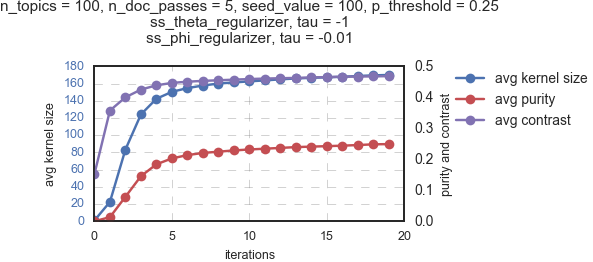 n_topics = 100, n_doc_passes = 5, seed_value = 100, p_threshold = 0.25
ss_theta_regularizer, tau = -1
ss_phi_regularizer, tau = -0.01
180
160
140
120
100
80
60
40
20
0
avg kernel size
0.5
0.4
0.3
0.2
0.1
0.0
purity and contrast
avg kernel size
avg purity
avg contrast
0 5 10 15 20
iterations